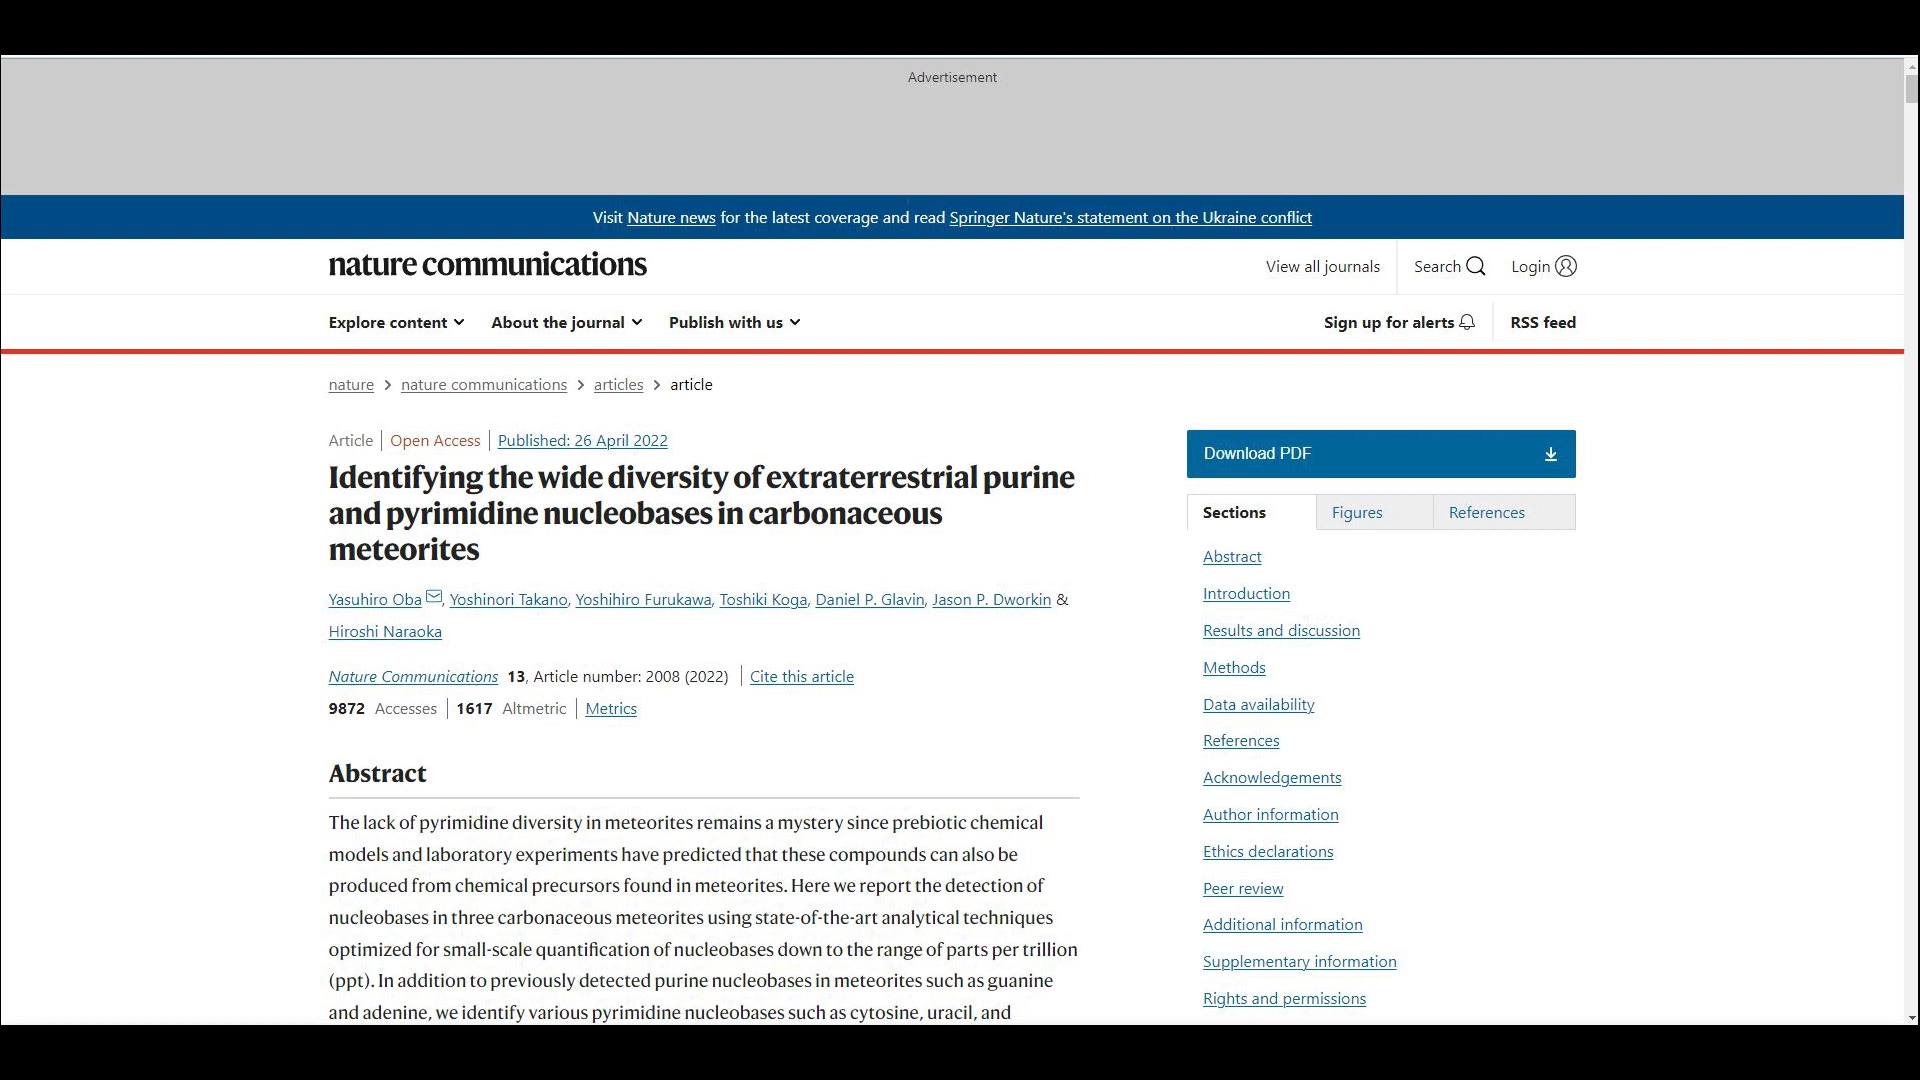 Advertisement
Visit Nature news for the latest coverage and read Springer Nature's statement on the Ukraine conflict
nature communications
View all journals
Search
Login
Explore content
About the journal
Publish with us
Sign up for alerts
RSS feed
nature > nature communications > articles > article
Article | Open Access | Published: 26 April 2022
Identifying the wide diversity of extraterrestrial purine
and pyrimidine nucleobases in carbonaceous
meteorites
Yasuhiro Oba, Yoshinori Takano, Yoshihiro Furukawa, Toshiki Koga, Daniel P. Glavin, Jason P. Dworkin &
Hiroshi Naraoka
Nature Communications 13, Article number: 2008 (2022) | Cite this article
9872 Accesses | 1617 Altmetric | Metrics
Abstract
The lack of pyrimidine diversity in meteorites remains a mystery since prebiotic chemical
models and laboratory experiments have predicted that these compounds can also be
produced from chemical precursors found in meteorites. Here we report the detection of
nucleobases in three carbonaceous meteorites using state-of-the-art analytical techniques
optimized for small-scale quantification of nucleobases down to the range of parts per trillion
(ppt). In addition to previously detected purine nucleobases in meteorites such as guanine
and adenine, we identify various pyrimidine nucleobases such as cytosine, uracil, and
Download PDF
Sections
Figures
References
Abstract
Introduction
Results and discussion
Methods
Data availability
References
Acknowledgements
Author information
Ethics declarations
Peer review
Additional information
Supplementary information
Rights and permissions